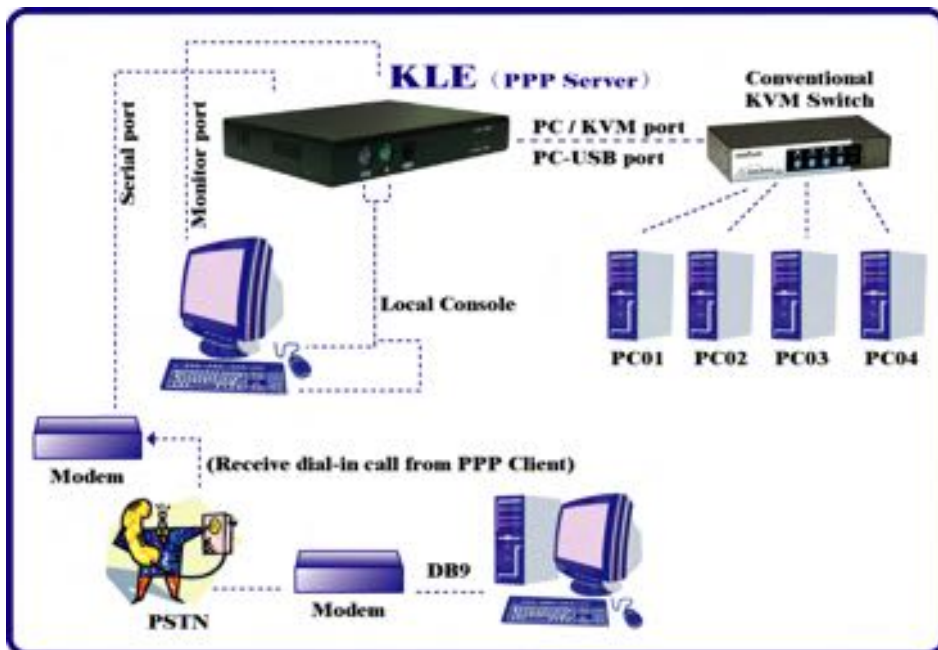 KLE (PPP Server)
Conventional
KVM Switch
PC / KVM port
PC-USB port
Serial port
Monitor port
Local Console
PC01
PC02
PC03
PC04
Modem
(Receive dial-in call from PPP Client)
PSTN
Modem
DB9